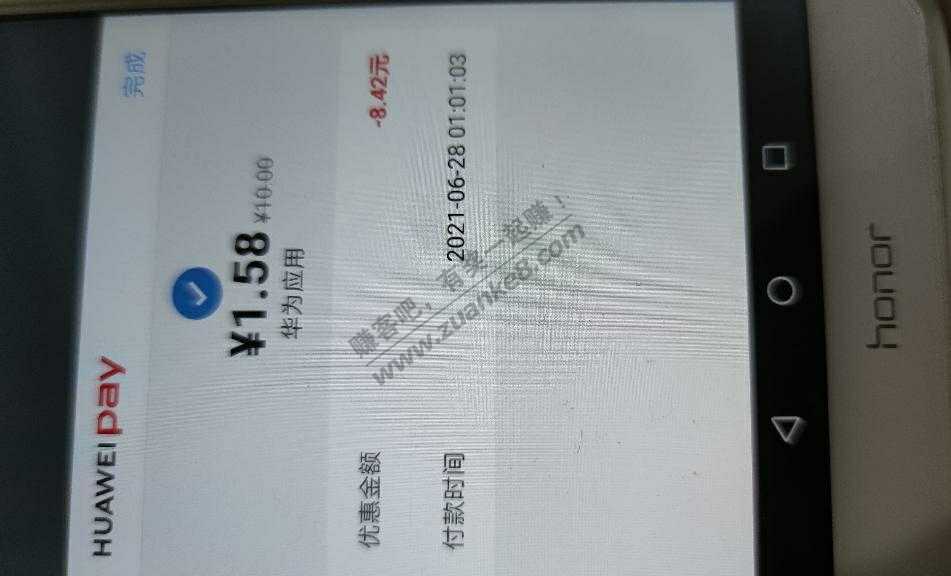 HUAWEI pay
完成
¥1.58 ¥10.00
华为应用
优惠金额 -8.42元
付款时间 2021-06-28 01:01:03
赚客吧,有奖一起赚!
www.zuanke8.com
honor